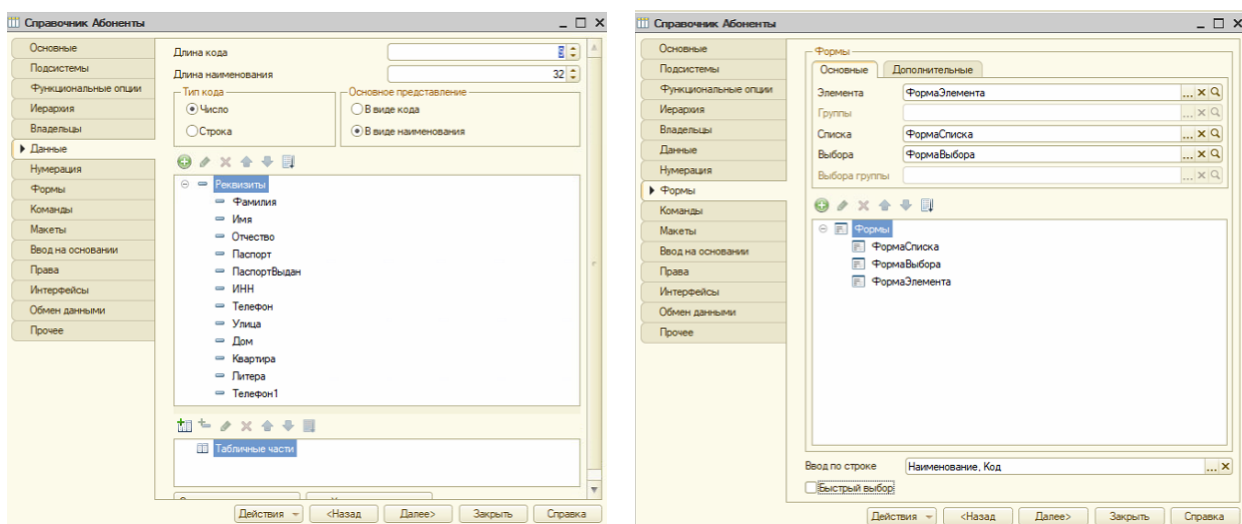 Справочник Абоненты
Основные
Подсистемы
Функциональные опции
Иерархия
Владельцы
Данные
Нумерация
Формы
Команды
Макеты
Ввод на основании
Права
Интерфейсы
Обмен данными
Прочее
Длина кода
Длина наименования 32
Тип кода
Число
Строка
Основное представление
В виде кода
В виде наименования
Реквизиты
Фамилия
Имя
Отчество
Паспорт
ПаспортВыдан
ИНН
Телефон
Улица
Дом
Квартира
Литера
Телефон1
Табличные части
Действия <Назад Далее> Закрыть Справка
Справочник Абоненты
Основные
Подсистемы
Функциональные опции
Иерархия
Владельцы
Данные
Нумерация
Формы
Команды
Макеты
Ввод на основании
Права
Интерфейсы
Обмен данными
Прочее
Формы
Основные Дополнительные
Элемента ФормаЭлемента
Группы
Списка ФормаСписка
Выбора ФормаВыбора
Выбора группы
Формы
ФормаСписка
ФормаВыбора
ФормаЭлемента
Ввод по строке Наименование, Код
Быстрый выбор
Действия <Назад Далее> Закрыть Справка